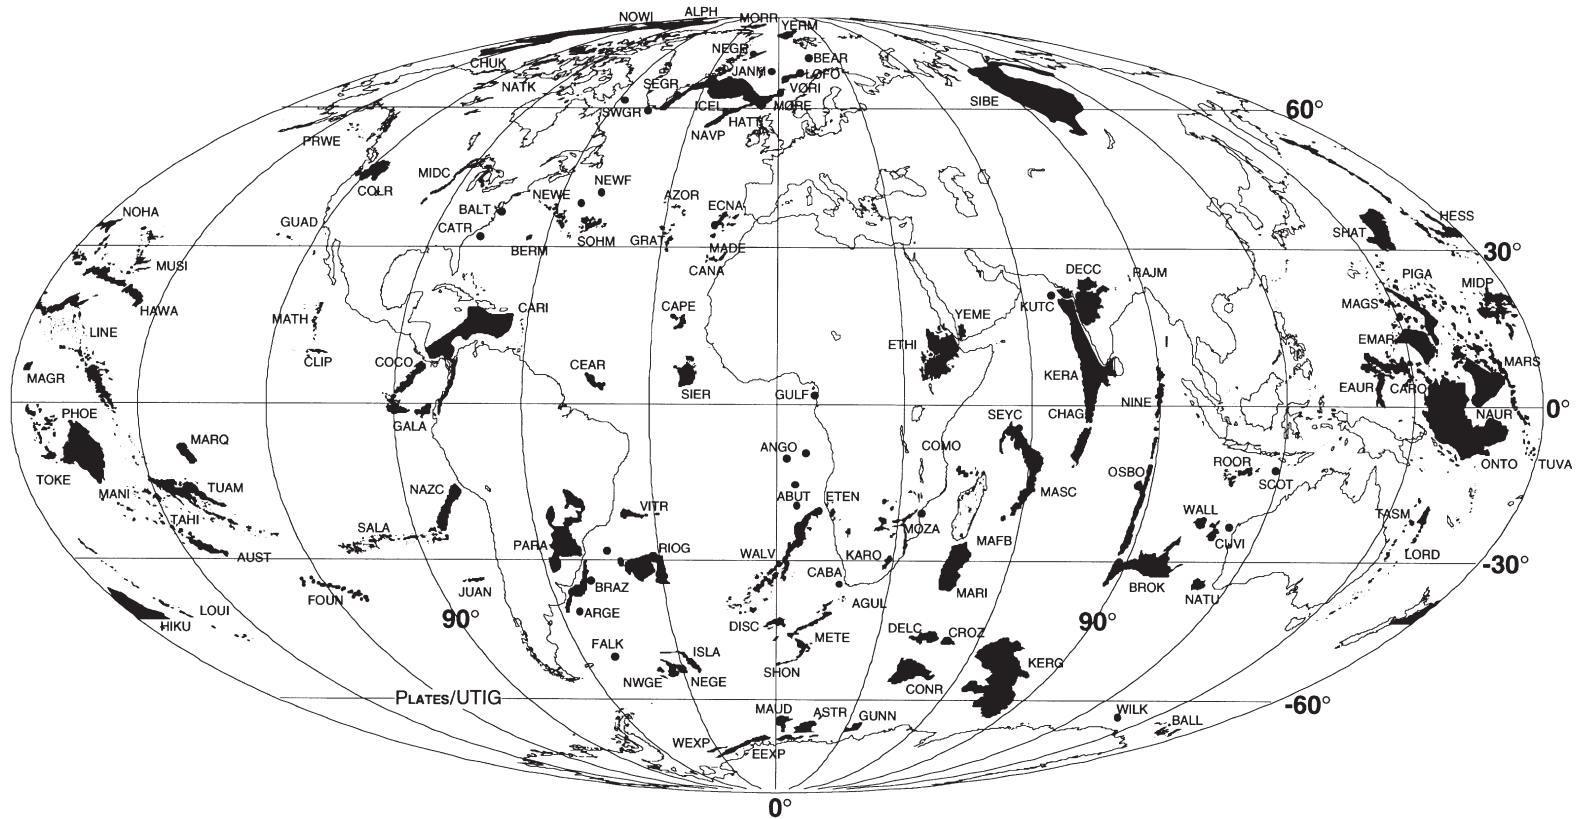 NOWI ALPH MORR YERM
NEGR BEAR
CHUK JANM LOFO
NATK SEGR VØRI SIBE
SWGR ICEL MØRE 60°
HATT
PRWE NAVP
COLR MIDC NEWF
NEWE AZOR ECNA
NOHA GUAD BALT HESS
CATR SOHM GRAT MADE SHAT
BERM 30°
MUSI CANA DECC RAJM PIGA
MIDP
HAWA CARI CAPE KUTC MAGS
MATH YEME
LINE ETHI EMAR
CLIP COCO CEAR MARS
MAGR KERA EAUR CARO
SIER GULF NINE
PHOE GALA SEYC CHAG NAUR 0°
MARQ ANGO COMO
ROOR ONTO TUVA
TOKE MANI TUAM NAZC OSBO SCOT
ABUT ETEN MASC
TAHI SALA VITR MOZA WALL TASM
PARA RIOG WALV KARO MAFB CUVI
AUST LORD
CABA -30°
FOUN JUAN BRAZ MARI BROK
LOUI ARGE AGUL NATU
HIKU 90° DISC METE DELC CROZ 90°
FALK ISLA KERG
NWGE NEGE SHON CONR
PLATES/UTIG -60°
MAUD ASTR GUNN WILK BALL
WEXP EEXP
0°